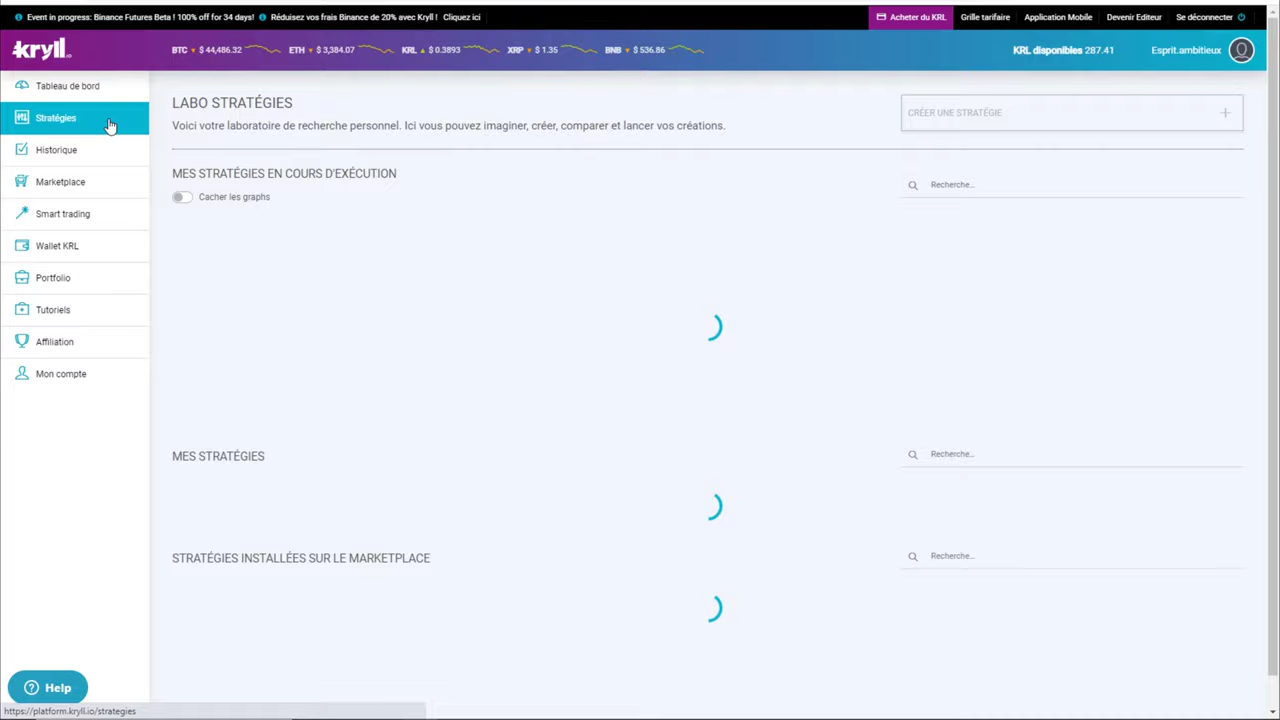 Event in progress: Binance Futures Beta ! 100% off for 34 days! Réduisez vos frais Binance de 20% avec Kryll ! Cliquez ici
Acheter du KRL Grille tarifaire Application Mobile Devenir Editeur Se déconnecter
kryll.io
BTC $ 44,486.32 ETH $ 3,384.07 KRL $ 0.3893 XRP $ 1.35 BNB $ 536.86
KRL disponibles 287.41 Esprit.ambitieux
Tableau de bord
Stratégies
Historique
Marketplace
Smart trading
Wallet KRL
Portfolio
Tutoriels
Affiliation
Mon compte
LABO STRATÉGIES
CRÉER UNE STRATÉGIE +
Voici votre laboratoire de recherche personnel. Ici vous pouvez imaginer, créer, comparer et lancer vos créations.
MES STRATÉGIES EN COURS D'EXÉCUTION
Recherche...
Cacher les graphs
MES STRATÉGIES
Recherche...
STRATÉGIES INSTALLÉES SUR LE MARKETPLACE
Recherche...
? Help
https://platform.kryll.io/strategies